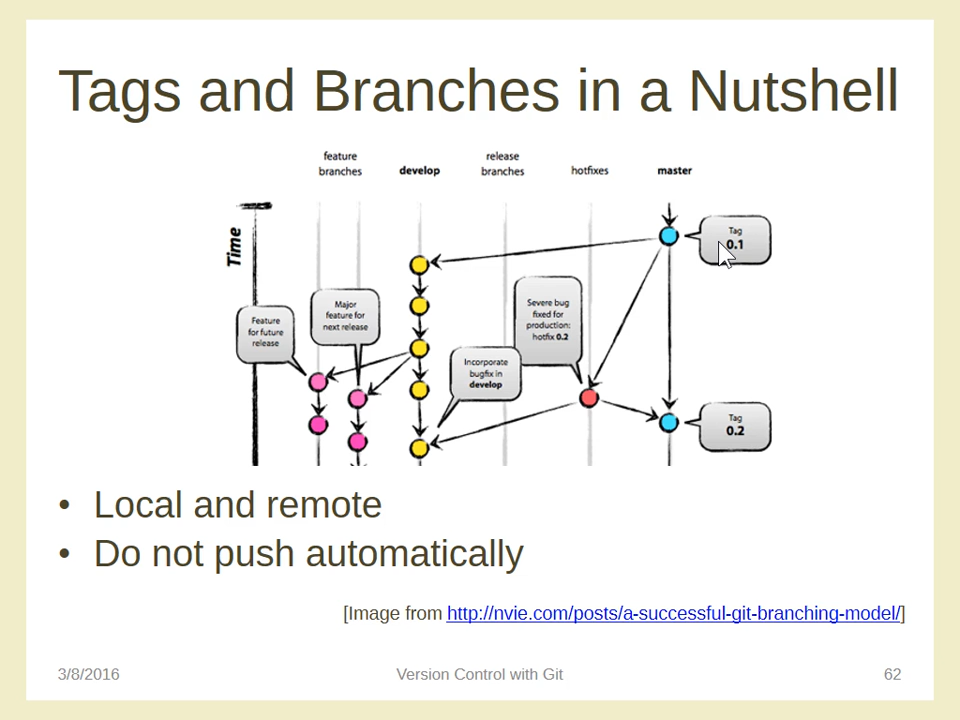 Tags and Branches in a Nutshell
feature
branches
develop
release
branches
hotfixes
master
Time
Tag
0.1
Feature
for future
release
Major
feature for
next release
Severe bug
fixed for
production:
hotfix 0.2
Incorporate
bugfix in
develop
Tag
0.2
• Local and remote
• Do not push automatically
[Image from http://nvie.com/posts/a-successful-git-branching-model/]
3/8/2016
Version Control with Git
62